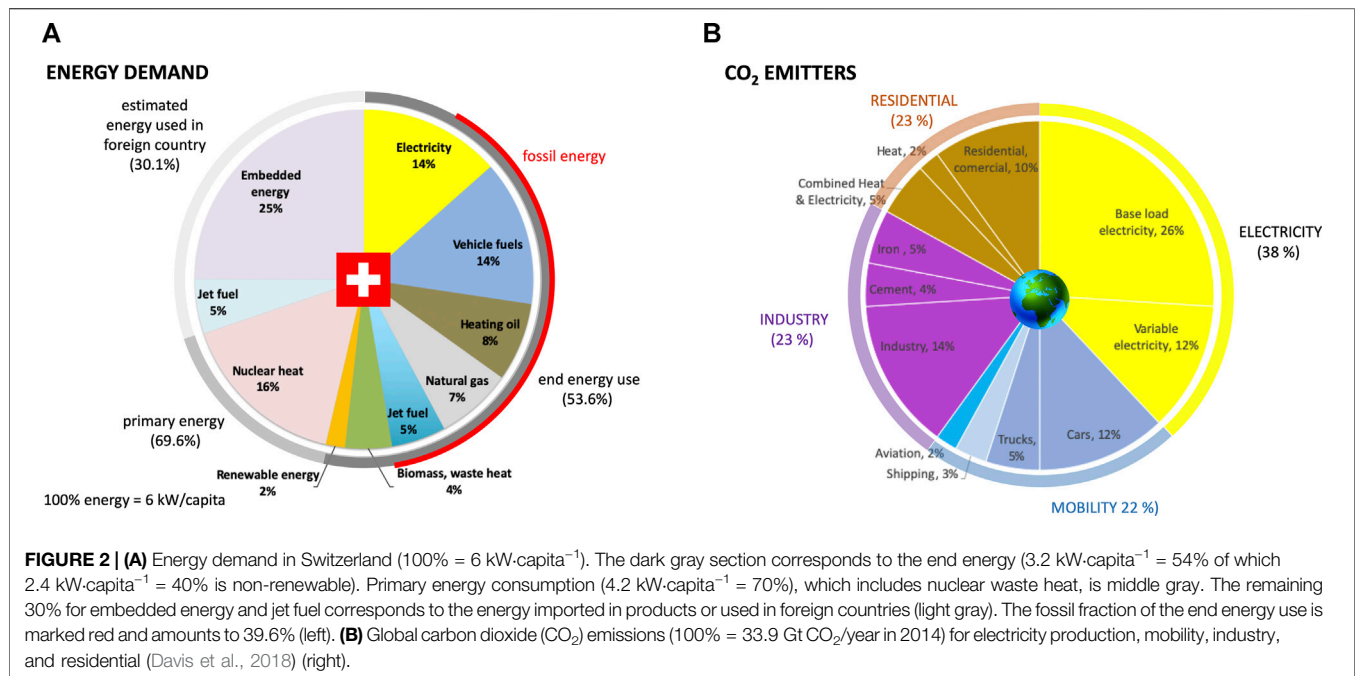 A
ENERGY DEMAND
estimated
energy used in
foreign country
(30.1%)
Electricity
14%
fossil energy
Embedded
energy
25%
Vehicle fuels
14%
Jet fuel
5%
Heating oil
8%
Nuclear heat
16%
Natural gas
7%
end energy use
(53.6%)
Jet fuel
5%
primary energy
(69.6%)
Renewable energy
2%
Biomass, waste heat
4%
100% energy = 6 kW/capita
B
CO₂ EMITTERS
RESIDENTIAL
(23 %)
Heat, 2%
Residential,
comercial, 10%
Combined Heat
& Electricity, 5%
Base load
electricity, 26%
ELECTRICITY
(38 %)
Iron , 5%
Cement, 4%
INDUSTRY
(23 %)
Industry, 14%
Variable
electricity, 12%
Cars, 12%
Trucks,
5%
Aviation, 2%
Shipping, 3%
MOBILITY 22 %)
FIGURE 2 | (A) Energy demand in Switzerland (100% = 6 kW·capita⁻¹). The dark gray section corresponds to the end energy (3.2 kW·capita⁻¹ = 54% of which
2.4 kW·capita⁻¹ = 40% is non-renewable). Primary energy consumption (4.2 kW·capita⁻¹ = 70%), which includes nuclear waste heat, is middle gray. The remaining
30% for embedded energy and jet fuel corresponds to the energy imported in products or used in foreign countries (light gray). The fossil fraction of the end energy use is
marked red and amounts to 39.6% (left). (B) Global carbon dioxide (CO₂) emissions (100% = 33.9 Gt CO₂/year in 2014) for electricity production, mobility, industry,
and residential (Davis et al., 2018) (right).